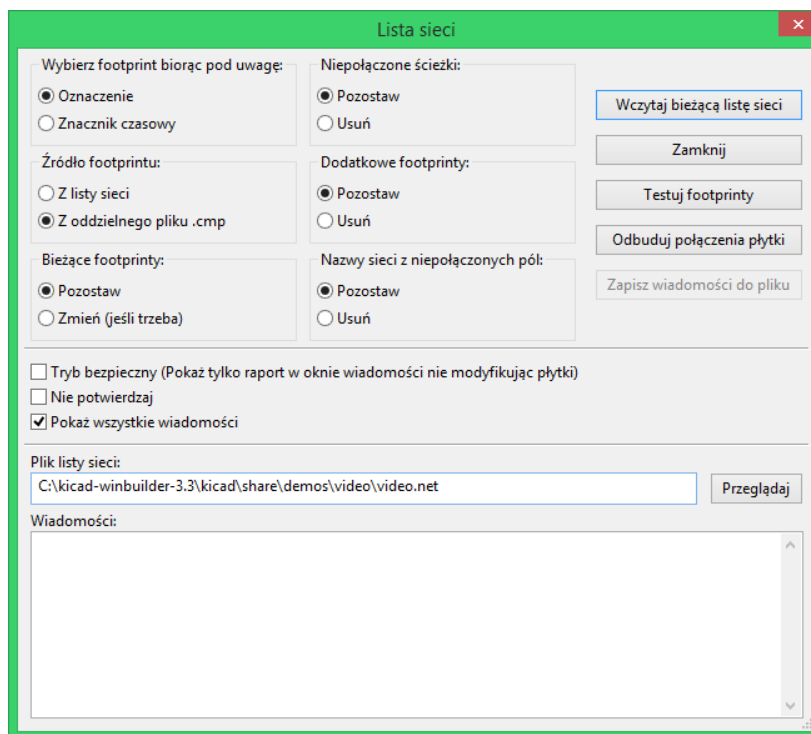 Lista sieci
Wybierz footprint biorąc pod uwagę:
Oznaczenie
Znacznik czasowy
Niepołączone ścieżki:
Pozostaw
Usuń
Źródło footprintu:
Z listy sieci
Z oddzielnego pliku .cmp
Dodatkowe footprinty:
Pozostaw
Usuń
Bieżące footprinty:
Pozostaw
Zmień (jeśli trzeba)
Nazwy sieci z niepołączonych pól:
Pozostaw
Usuń
Wczytaj bieżącą listę sieci
Zamknij
Testuj footprinty
Odbuduj połączenia płytki
Zapisz wiadomości do pliku
Tryb bezpieczny (Pokaż tylko raport w oknie wiadomości nie modyfikując płytki)
Nie potwierdzaj
Pokaż wszystkie wiadomości
Plik listy sieci:
C:\kicad-winbuilder-3.3\kicad\share\demos\video\video.net
Przeglądaj
Wiadomości: